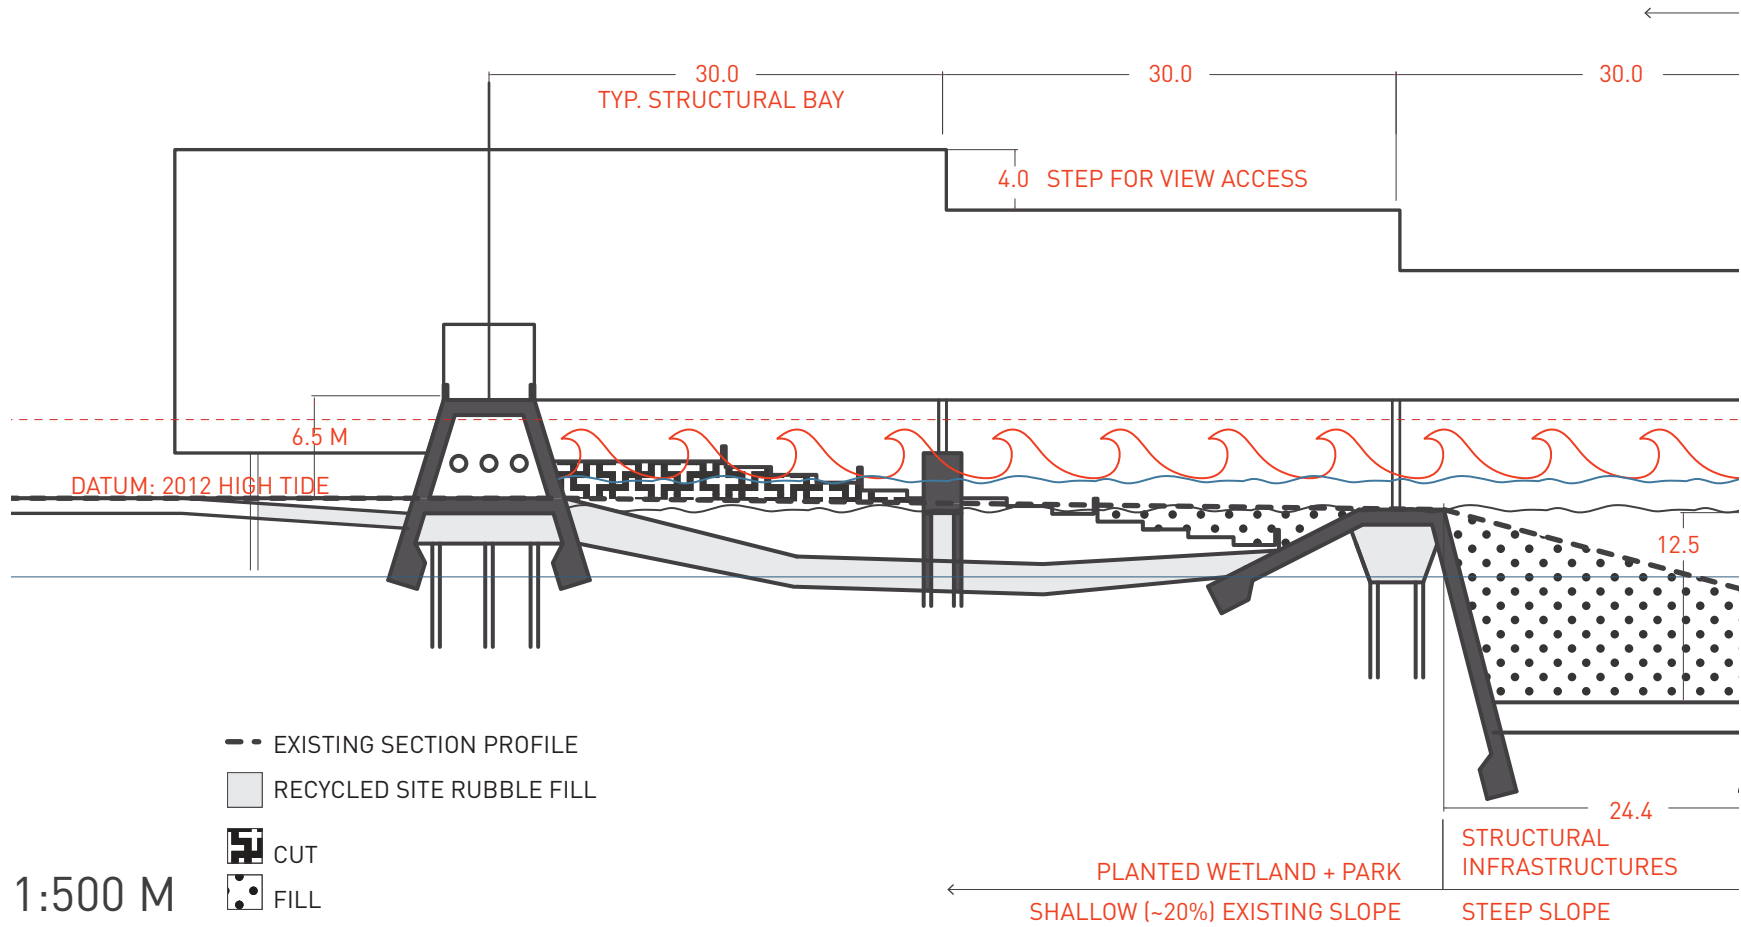 30.0
30.0
30.0
TYP. STRUCTURAL BAY
4.0 STEP FOR VIEW ACCESS
6.5 M
DATUM: 2012 HIGH TIDE
12.5
EXISTING SECTION PROFILE
RECYCLED SITE RUBBLE FILL
24.4
CUT
STRUCTURAL
INFRASTRUCTURES
PLANTED WETLAND + PARK
1:500 M
FILL
SHALLOW (~20%) EXISTING SLOPE
STEEP SLOPE